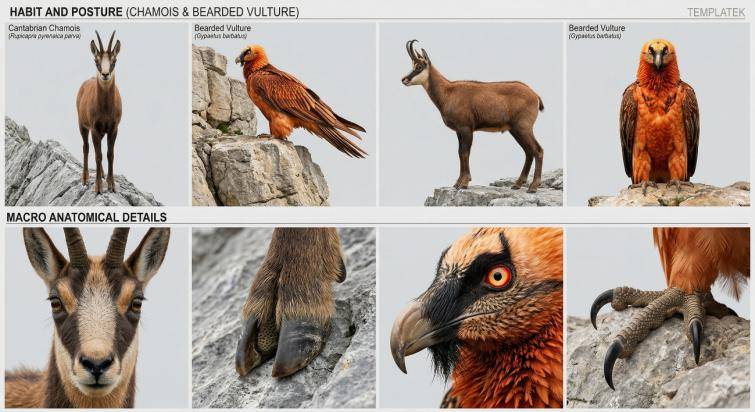 HABIT AND POSTURE (CHAMOIS & BEARDED VULTURE)
TEMPLATEK
Cantabrian Chamois
(Rupicapra pyrenaica parva)
Bearded Vulture
(Gypaetus barbatus)
Bearded Vulture
(Gypaetus barbatus)
MACRO ANATOMICAL DETAILS